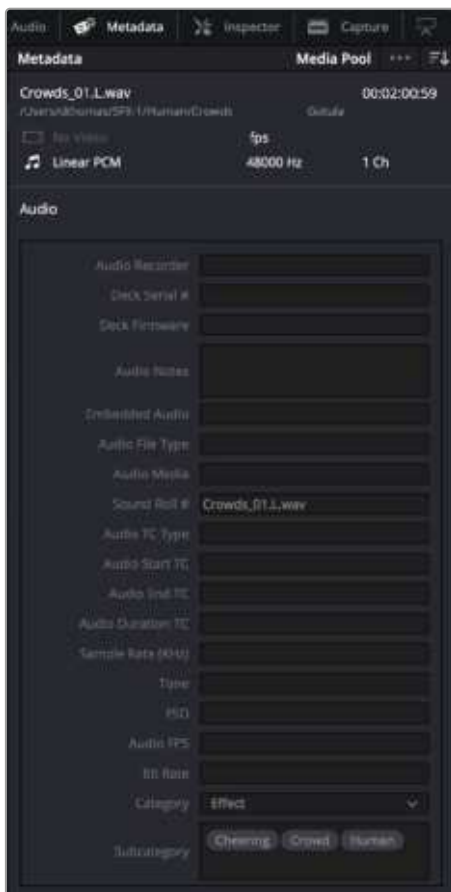 Audio Metadata Inspector Capture
Metadata Media Pool
Crowds_01.L.wav 00:02:00:59
No Video fps
Linear PCM 48000 Hz 1 Ch
Audio
Audio Recorder
Deck Serial #
Deck Firmware
Audio Notes
Embedded Audio
Audio File Type
Audio Media
Sound Roll # Crowds_01.L.wav
Audio TC Type
Audio Start TC
Audio End TC
Audio Duration TC
Sample Rate (KHz)
Audio FPS
Bit Rate
Category Effect
Subcategory Cheering Crowd Human